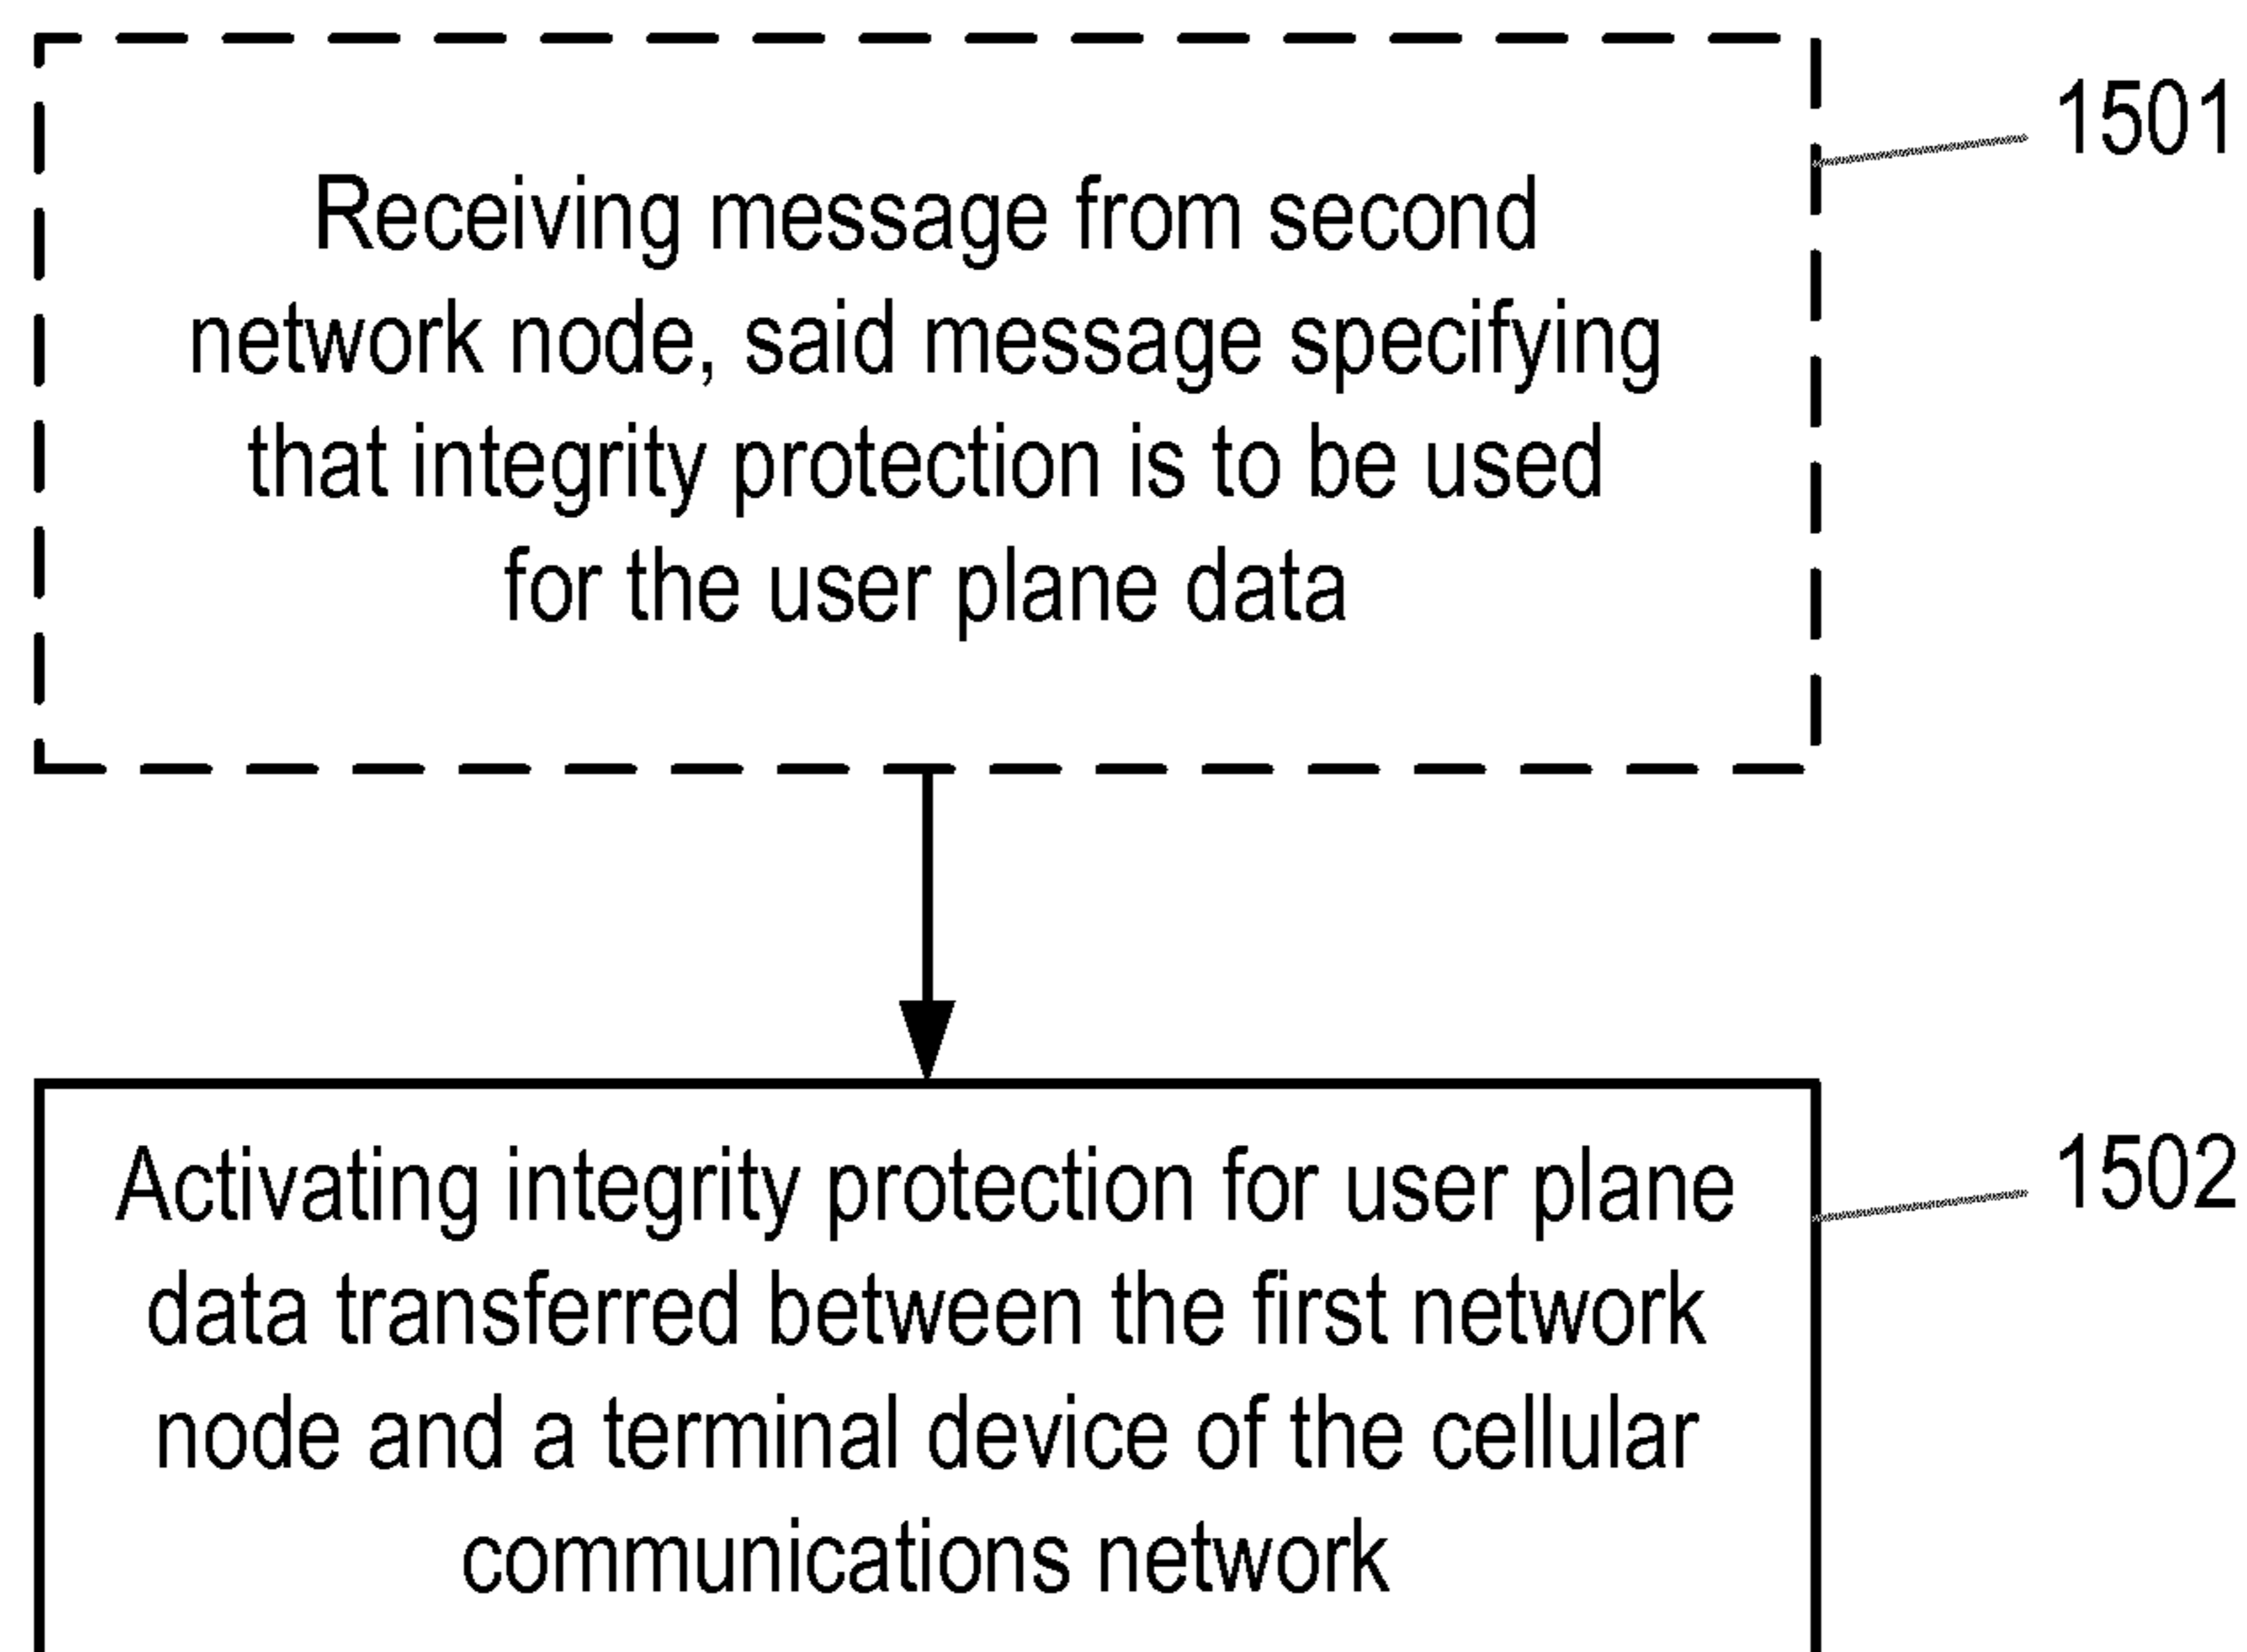 1501
Receiving message from second
network node, said message specifying
that integrity protection is to be used
for the user plane data
1502
Activating integrity protection for user plane
data transferred between the first network
node and a terminal device of the cellular
communications network